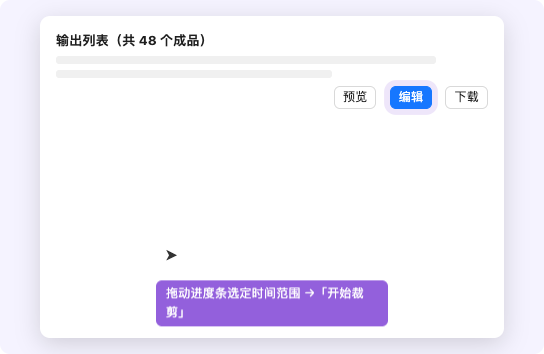 输出列表（共 48 个成品）
预览 编辑 下载
拖动进度条选定时间范围 →「开始裁
剪」